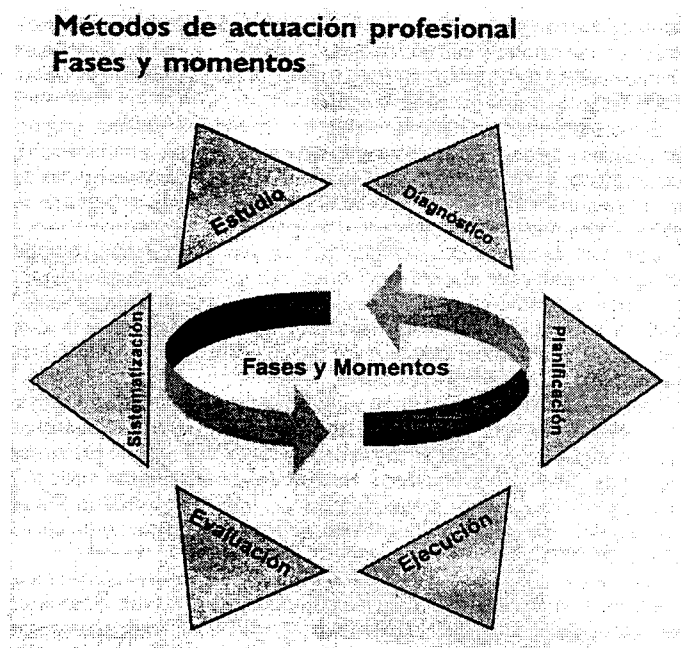 Métodos de actuación profesional
Fases y momentos
Estudio
Diagnóstico
Sistematización
Fases y Momentos
Planificación
Evaluación
Ejecución